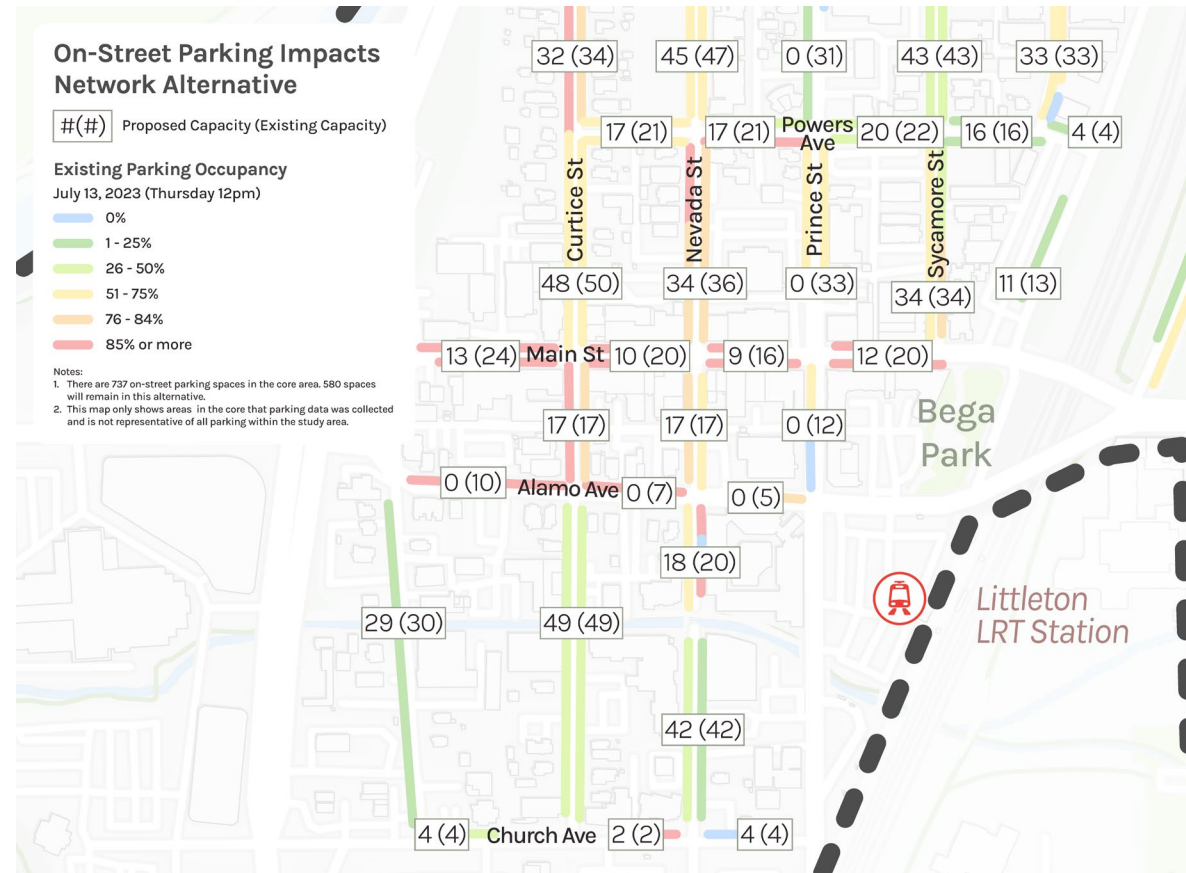 On-Street Parking Impacts
Network Alternative
#(#) Proposed Capacity (Existing Capacity)
Existing Parking Occupancy
July 13, 2023 (Thursday 12pm)
0%
1 - 25%
26 - 50%
51 - 75%
76 - 84%
85% or more
Notes:
1. There are 737 on-street parking spaces in the core area. 580 spaces
will remain in this alternative.
2. This map only shows areas in the core that parking data was collected
and is not representative of all parking within the study area.
32 (34)
45 (47)
0 (31)
43 (43)
33 (33)
17 (21)
17 (21)
Powers
Ave
20 (22)
16 (16)
4 (4)
Curtice St
Nevada St
Prince St
Sycamore St
48 (50)
34 (36)
0 (33)
34 (34)
11 (13)
13 (24)
Main St
10 (20)
9 (16)
12 (20)
17 (17)
17 (17)
0 (12)
Bega
Park
0 (10)
Alamo Ave
0 (7)
0 (5)
18 (20)
29 (30)
49 (49)
Littleton
LRT Station
42 (42)
4 (4)
Church Ave
2 (2)
4 (4)